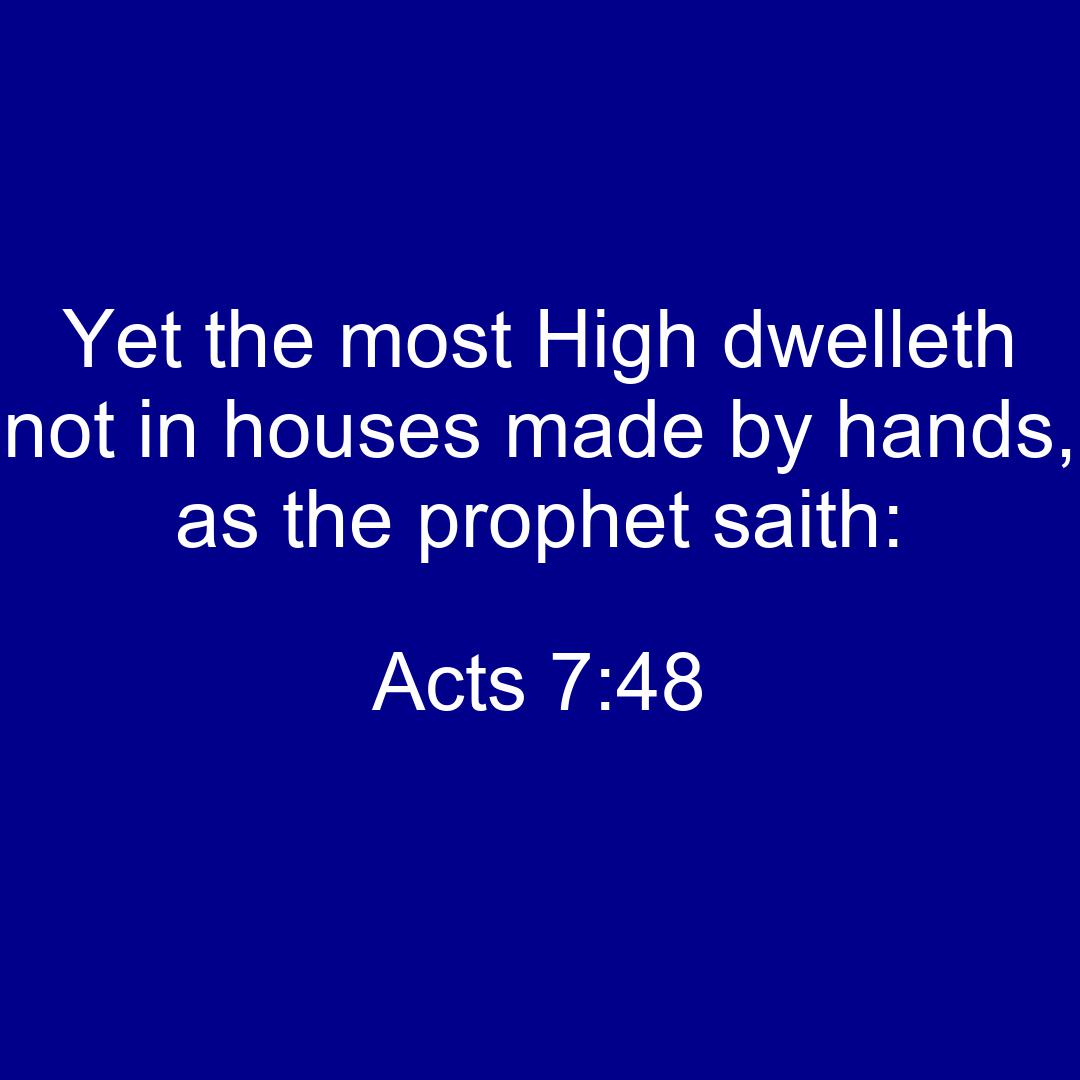 Yet the most High dwelleth
not in houses made by hands,
as the prophet saith:
Acts 7:48